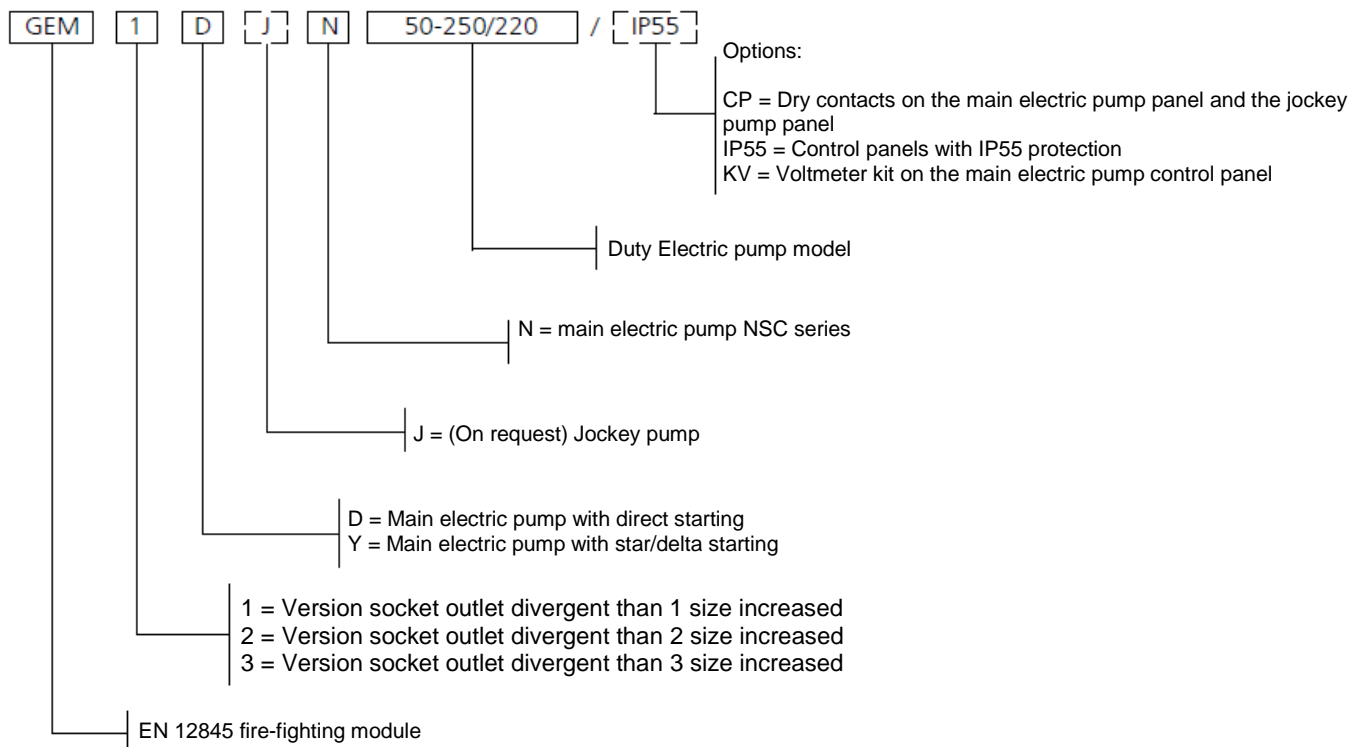 GEM 1 D J N 50-250/220 / IP55
Options:
CP = Dry contacts on the main electric pump panel and the jockey
pump panel
IP55 = Control panels with IP55 protection
KV = Voltmeter kit on the main electric pump control panel
Duty Electric pump model
N = main electric pump NSC series
J = (On request) Jockey pump
D = Main electric pump with direct starting
Y = Main electric pump with star/delta starting
1 = Version socket outlet divergent than 1 size increased
2 = Version socket outlet divergent than 2 size increased
3 = Version socket outlet divergent than 3 size increased
EN 12845 fire-fighting module